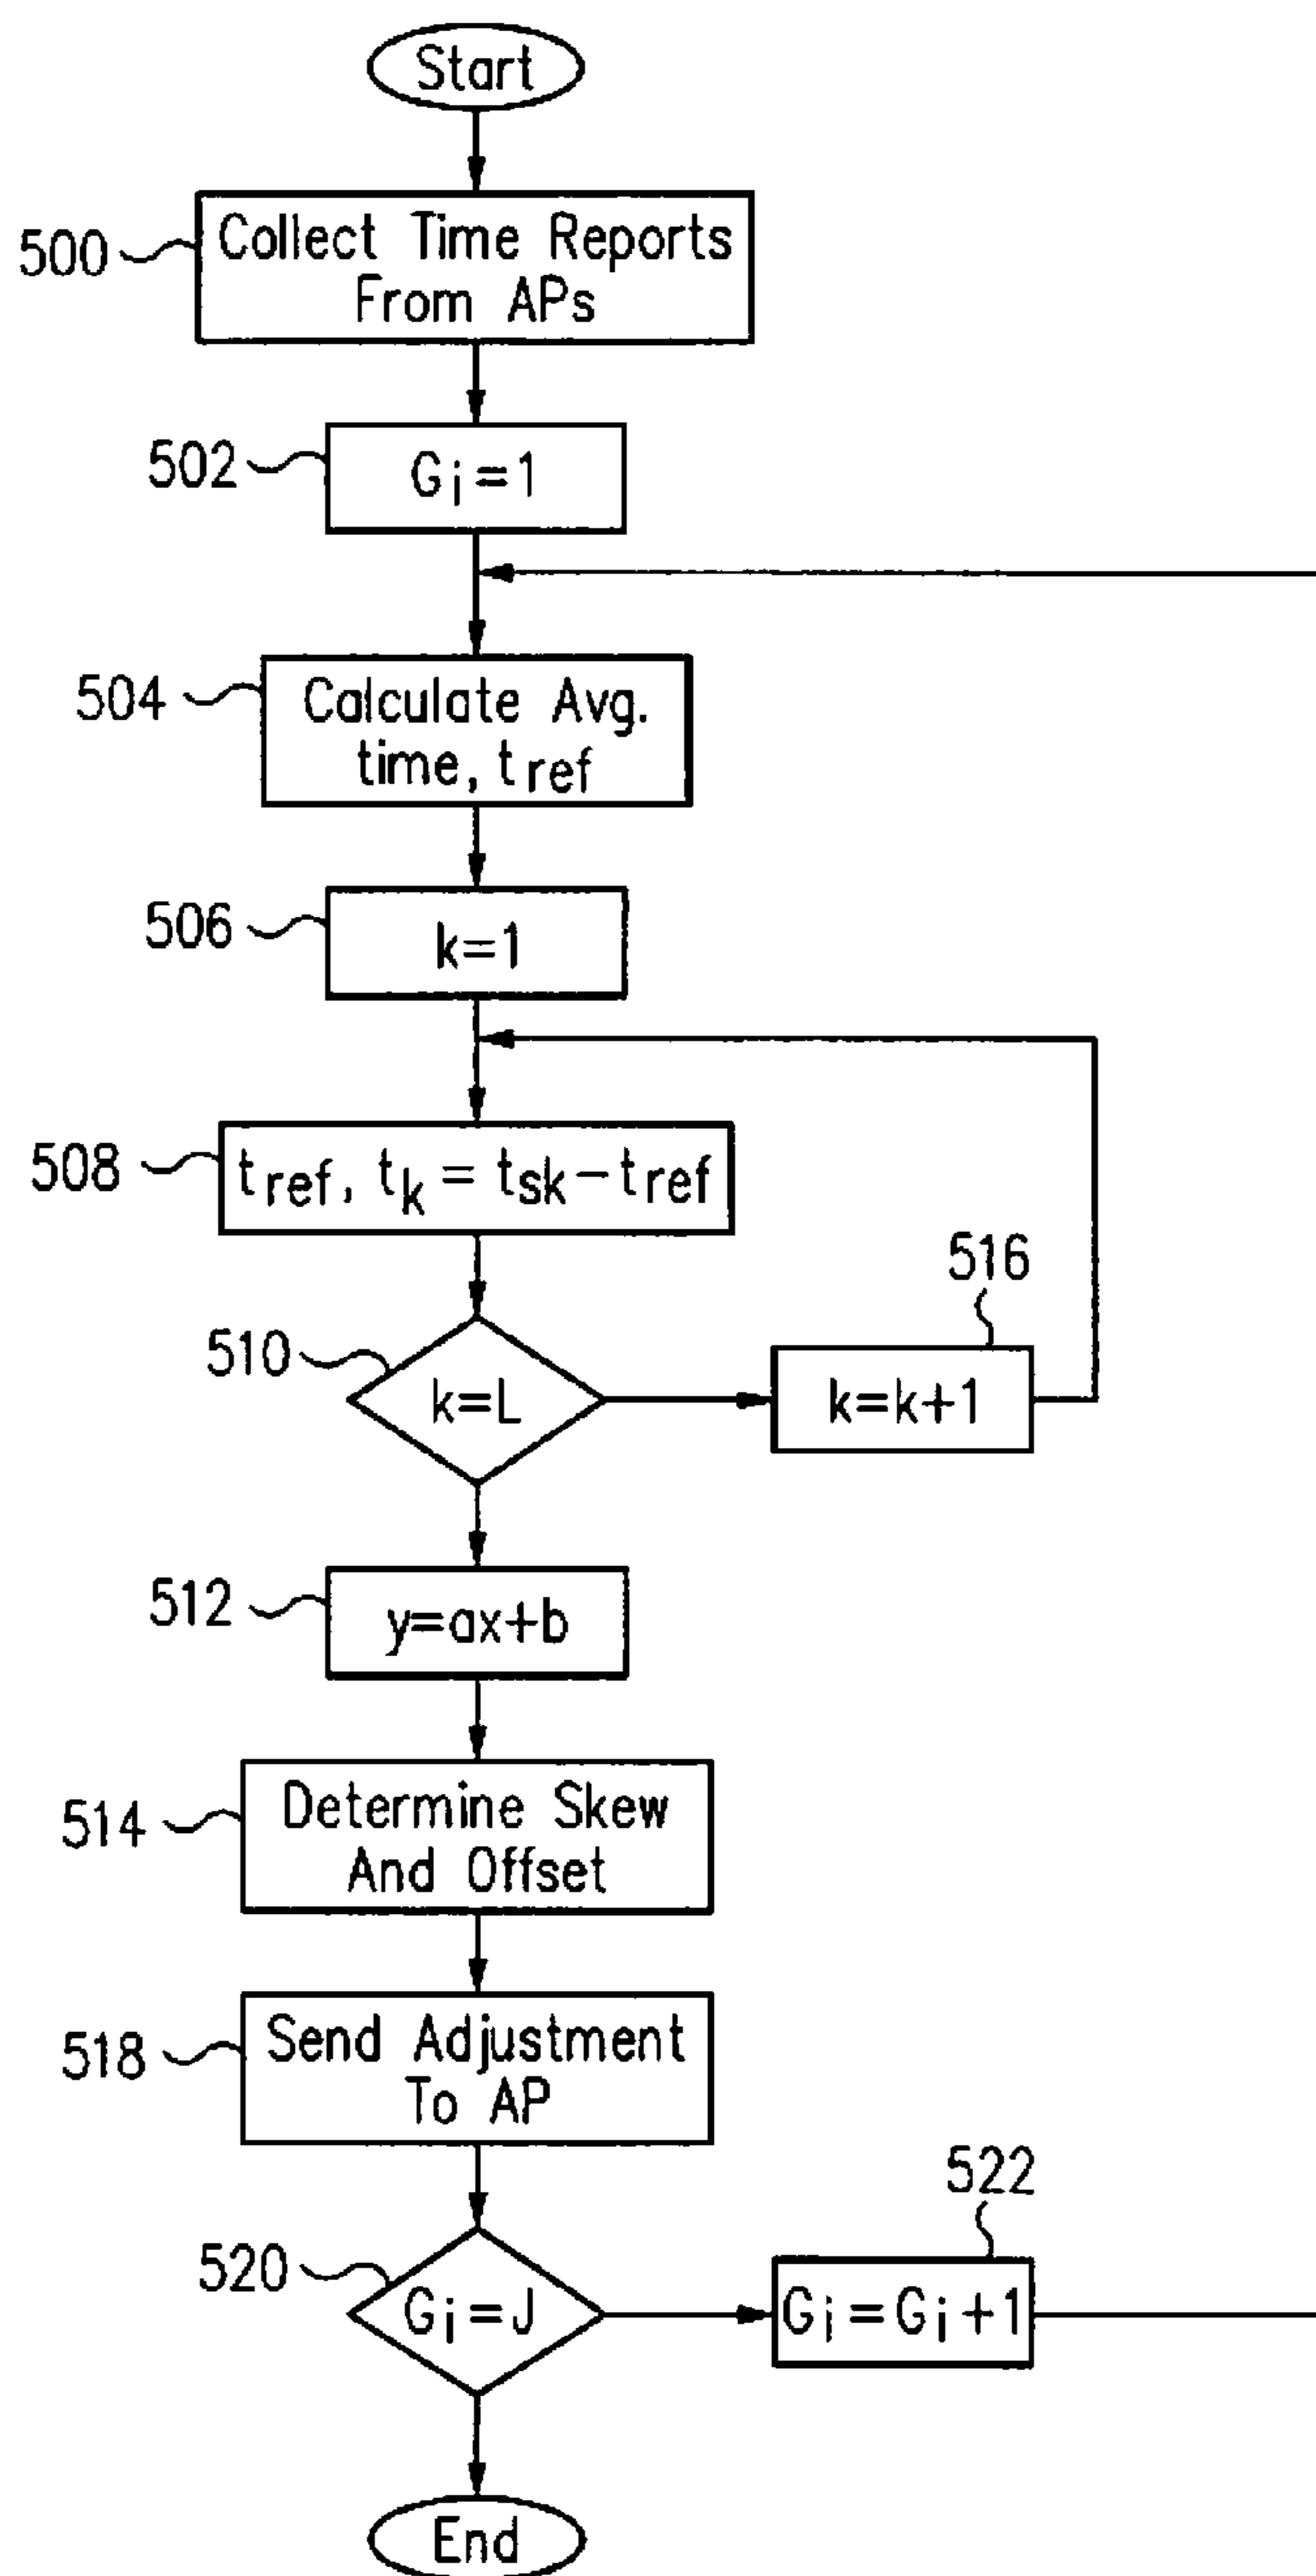 Start
500
Collect Time Reports
From APs
502
Gi=1
504
Calculate Avg.
time, tref
506
k=1
508
tref, tk = tsk-tref
516
510
k=L
k=k+1
512
y=ax+b
514
Determine Skew
And Offset
518
Send Adjustment
To AP
522
520
Gi=J
Gi=Gi+1
End